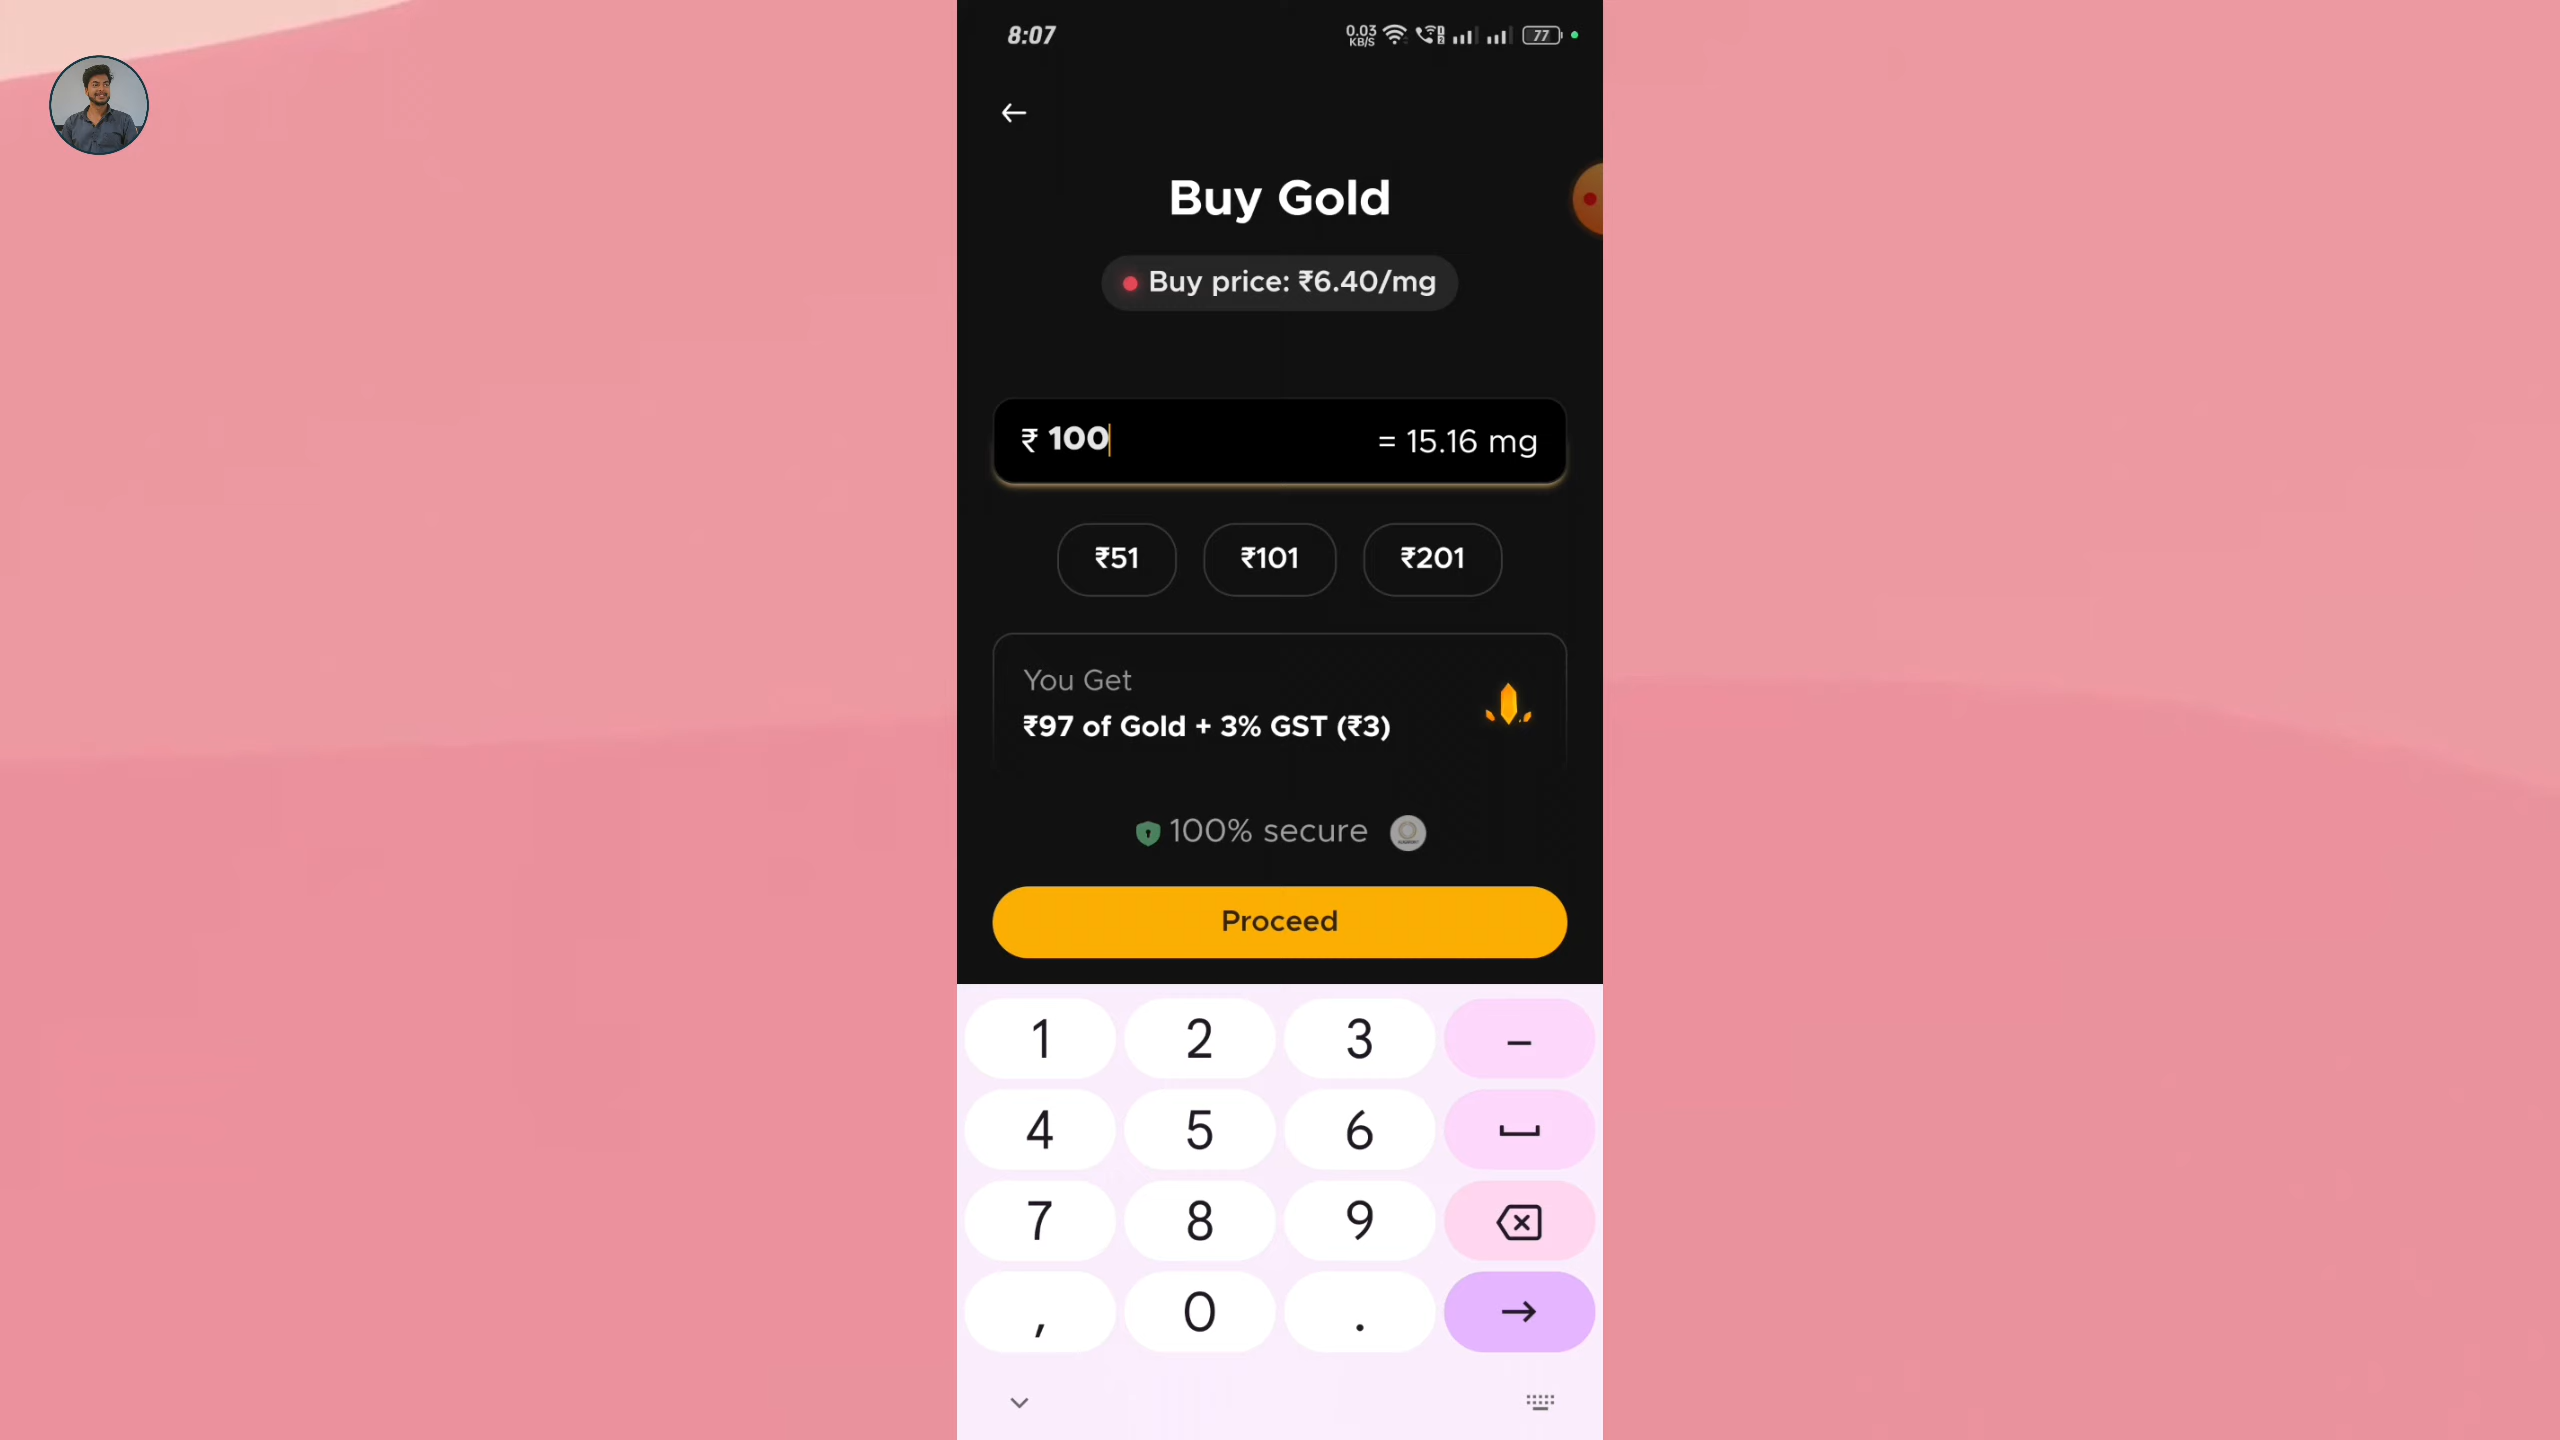 8:07
0.03
KB/S
77
Buy Gold
Buy price: ₹6.40/mg
₹ 100
= 15.16 mg
₹51
₹101
₹201
You Get
₹97 of Gold + 3% GST (₹3)
100% secure
Proceed
1 2 3 –
4 5 6
7 8 9
, 0 .